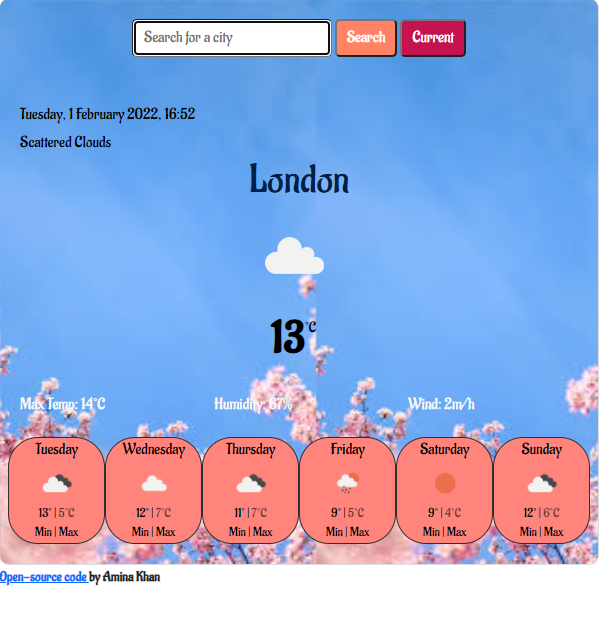 Search for a city Search Current
Tuesday, 1 February 2022, 16:52
Scattered Clouds
London
13°C
Max Temp: 14°C Humidity: 67% Wind: 2m/h
Tuesday Wednesday Thursday Friday Saturday Sunday
13° | 5°C 12° | 7°C 11° | 7°C 9° | 5°C 9° | 4°C 12° | 6°C
Min | Max Min | Max Min | Max Min | Max Min | Max Min | Max
Open-source code by Amina Khan